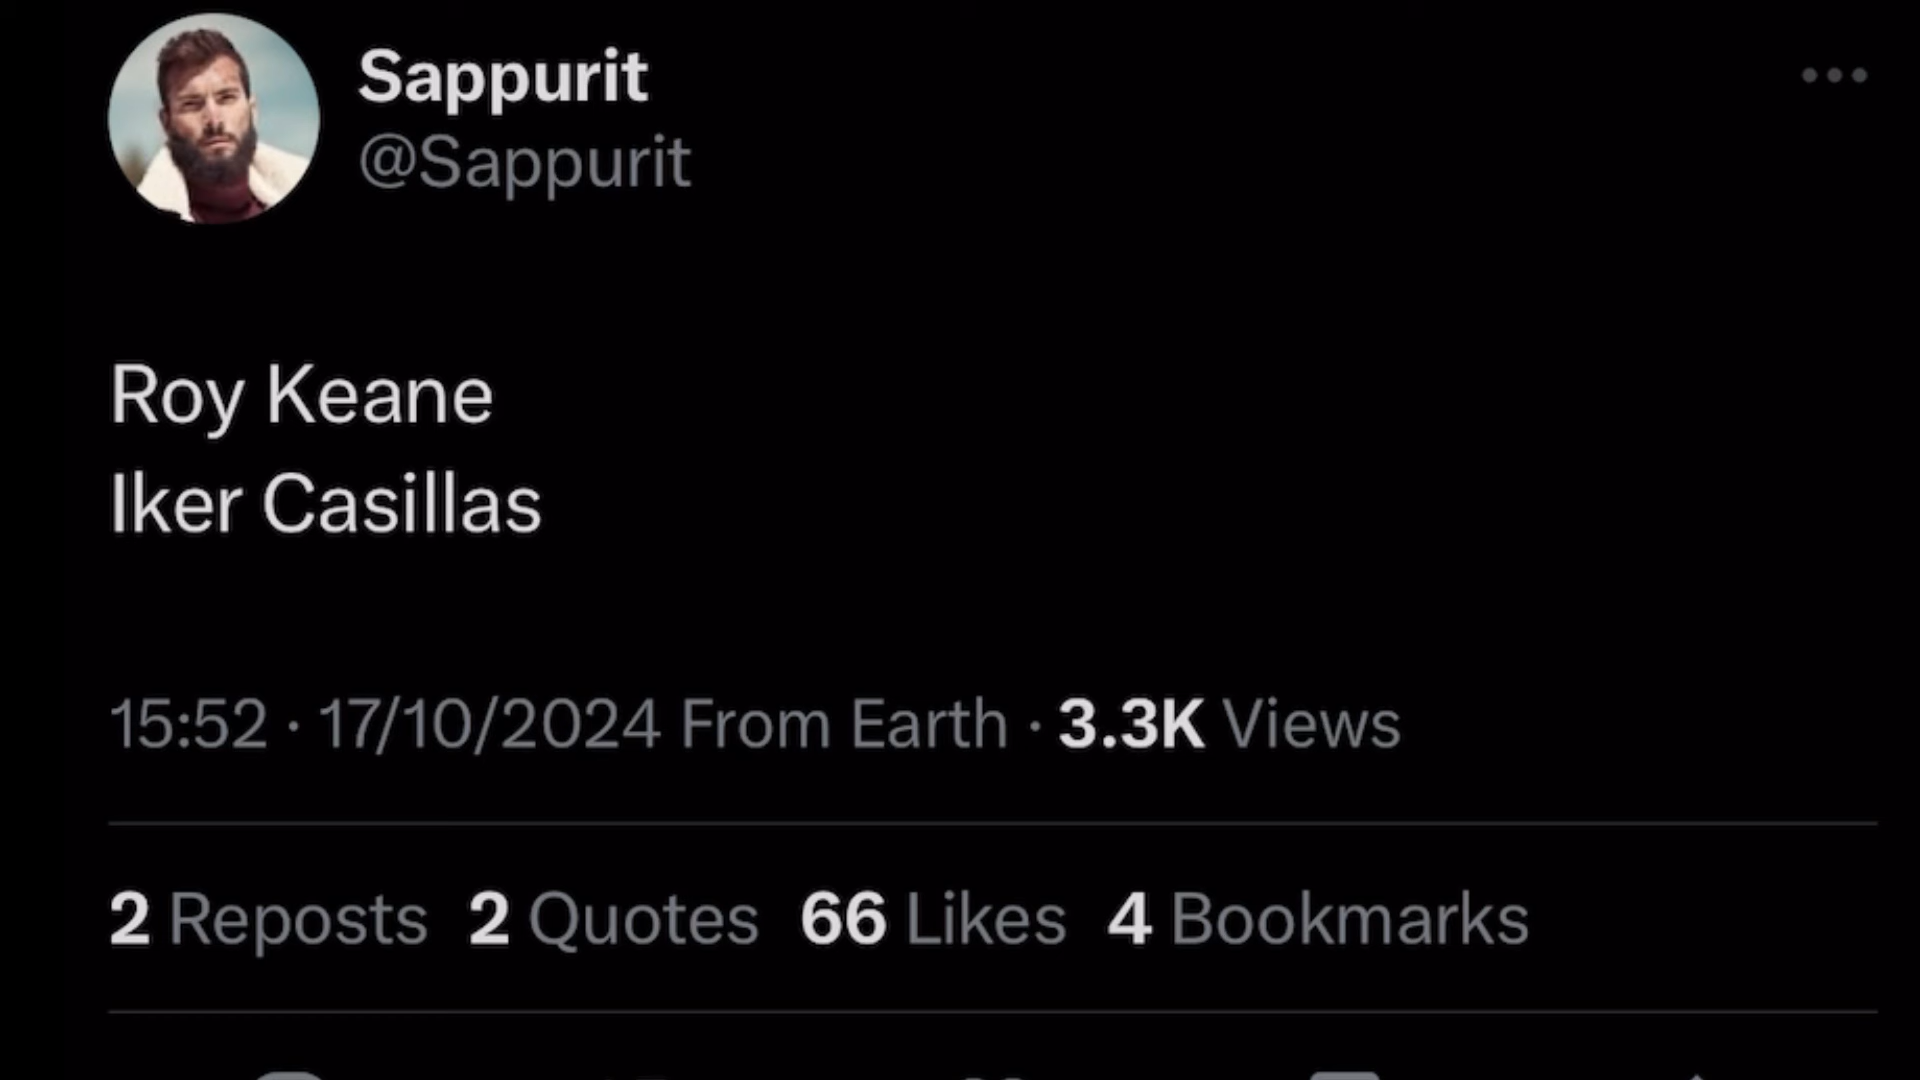 Sappurit
@Sappurit
Roy Keane
Iker Casillas
15:52 · 17/10/2024 From Earth · 3.3K Views
2 Reposts 2 Quotes 66 Likes 4 Bookmarks